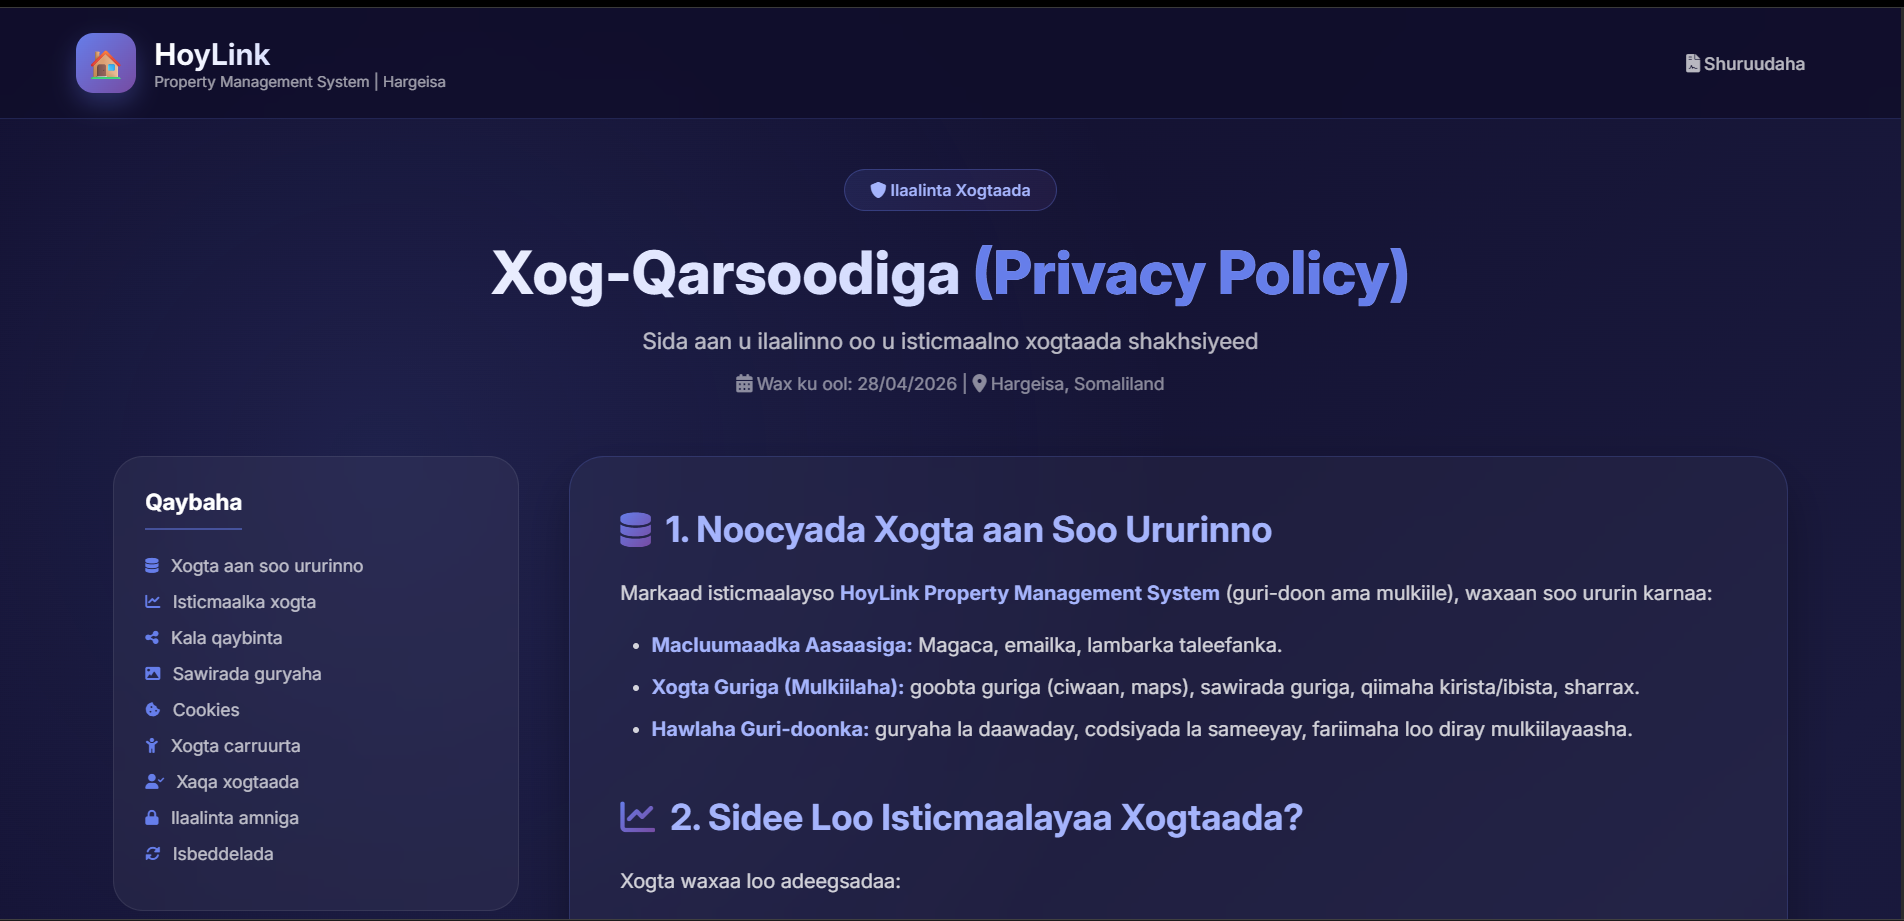 HoyLink
Property Management System | Hargeisa
Shuruudaha
Ilaalinta Xogtaada
Xog-Qarsoodiga (Privacy Policy)
Sida aan u ilaalinno oo u isticmaalno xogtaada shakhsiyeed
Wax ku ool: 28/04/2026 | Hargeisa, Somaliland
Qaybaha
Xogta aan soo ururinno
Isticmaalka xogta
Kala qaybinta
Sawirada guryaha
Cookies
Xogta carruurta
Xaqa xogtaada
Ilaalinta amniga
Isbeddelada
1. Noocyada Xogta aan Soo Ururinno
Markaad isticmaalayso HoyLink Property Management System (guri-doon ama mulkiile), waxaan soo ururin karnaa:
• Macluumaadka Aasaasiga: Magaca, emailka, lambarka taleefanka.
• Xogta Guriga (Mulkiilaha): goobta guriga (ciwaan, maps), sawirada guriga, qiimaha kirista/ibista, sharrax.
• Hawlaha Guri-doonka: guryaha la daawaday, codsiyada la sameeyay, fariimaha loo diray mulkiilayaasha.
2. Sidee Loo Isticmaalayaa Xogtaada?
Xogta waxaa loo adeegsadaa: